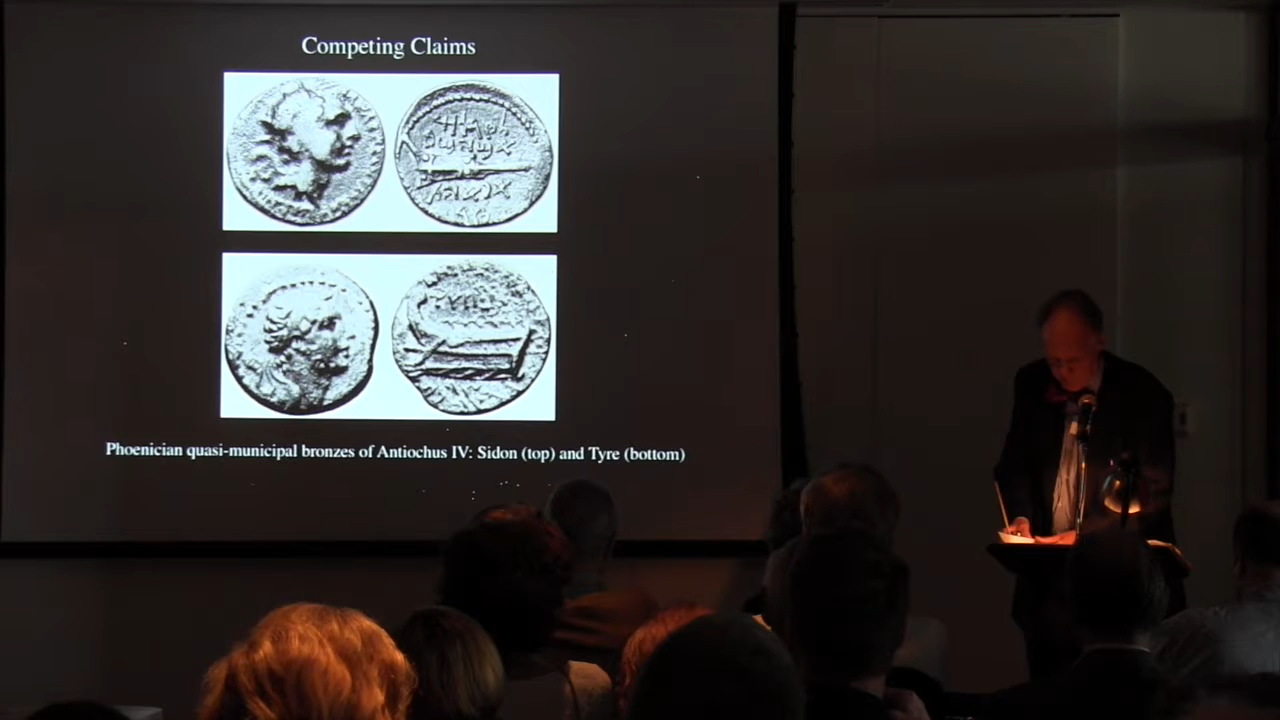 Competing Claims
Phoenician quasi-municipal bronzes of Antiochus IV: Sidon (top) and Tyre (bottom)